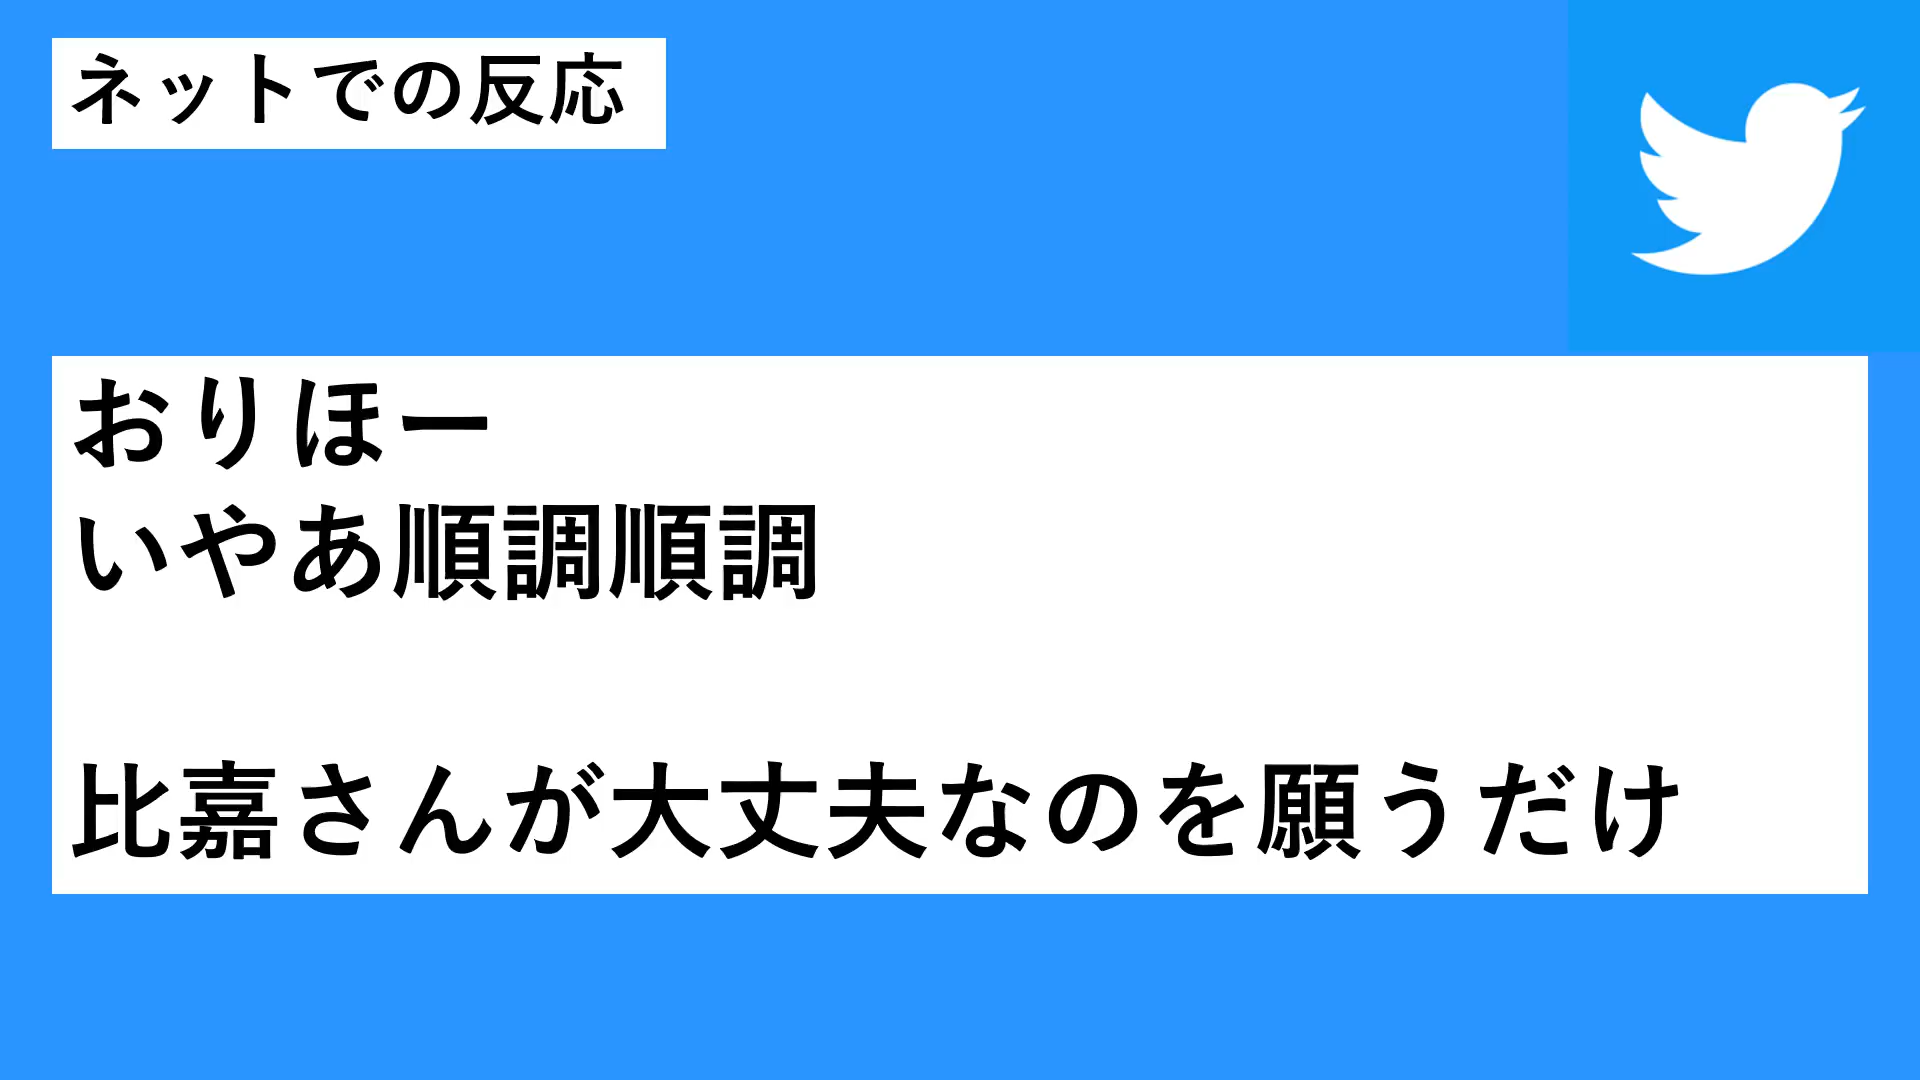 ネットでの反応
おりほー
いやあ順調順調
比嘉さんが大丈夫なのを願うだけ